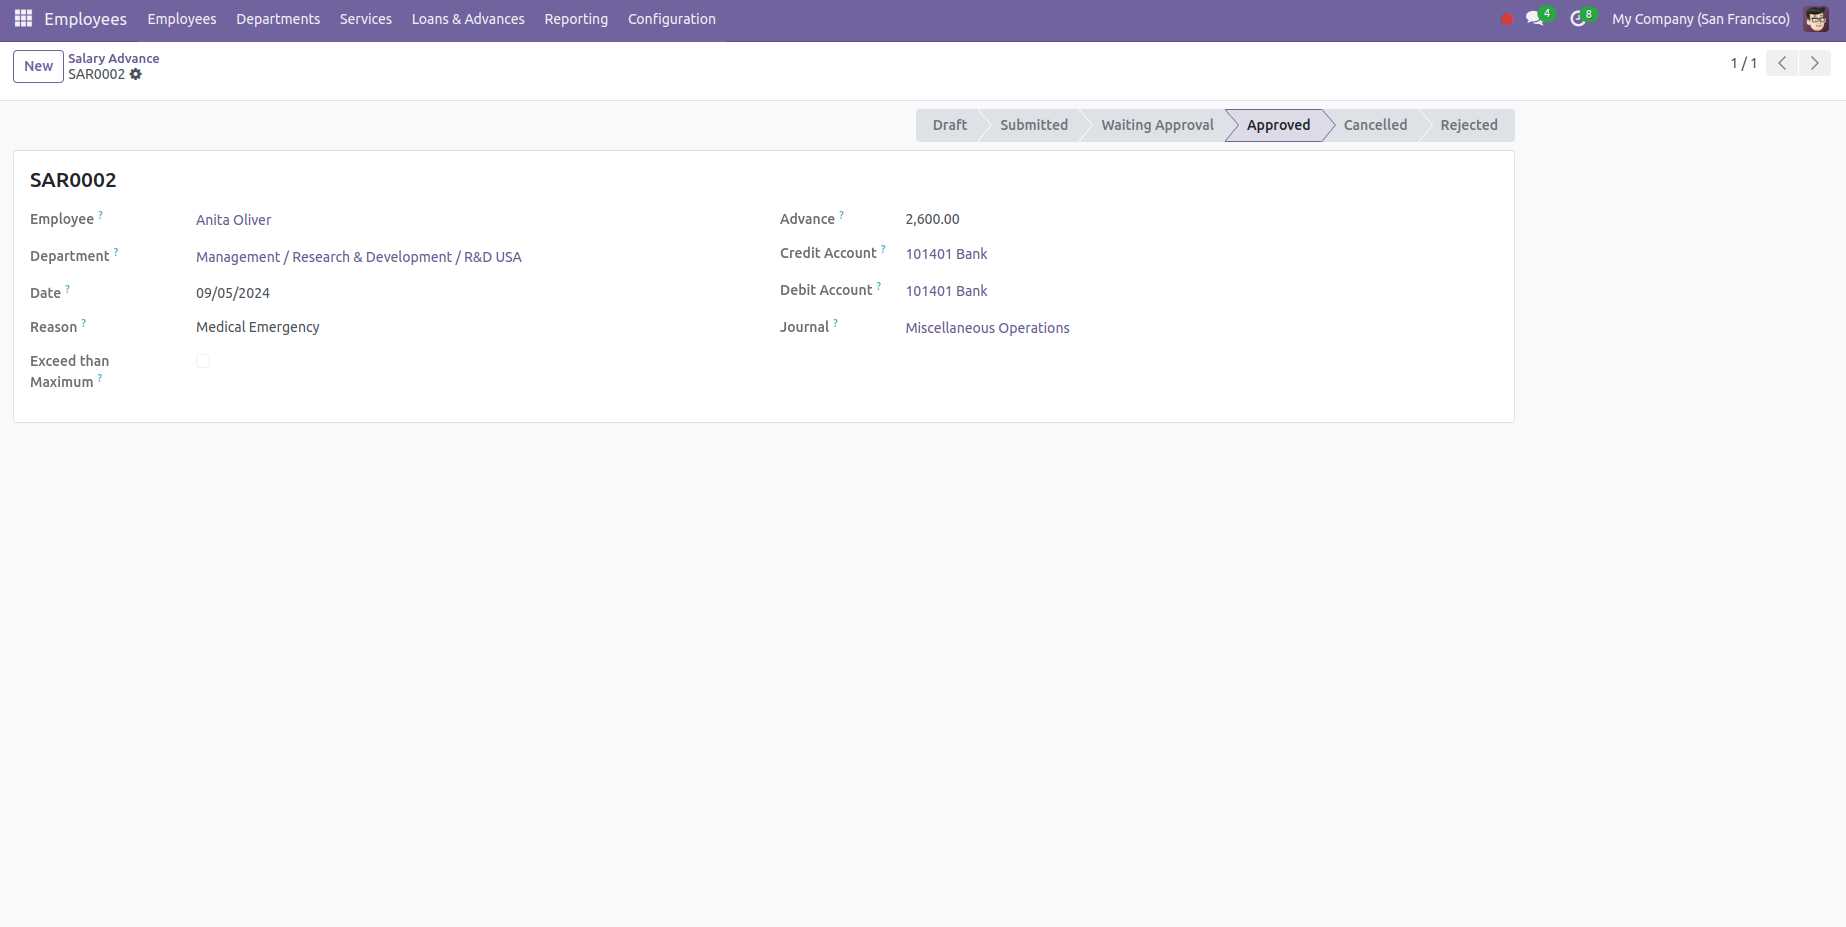 Employees Employees Departments Services Loans & Advances Reporting Configuration 4 8 My Company (San Francisco)
New Salary Advance 1 / 1
SAR0002
Draft Submitted Waiting Approval Approved Cancelled Rejected
SAR0002
Employee ? Anita Oliver Advance ? 2,600.00
Department ? Management / Research & Development / R&D USA Credit Account ? 101401 Bank
Date ? 09/05/2024 Debit Account ? 101401 Bank
Reason ? Medical Emergency Journal ? Miscellaneous Operations
Exceed than
Maximum ?